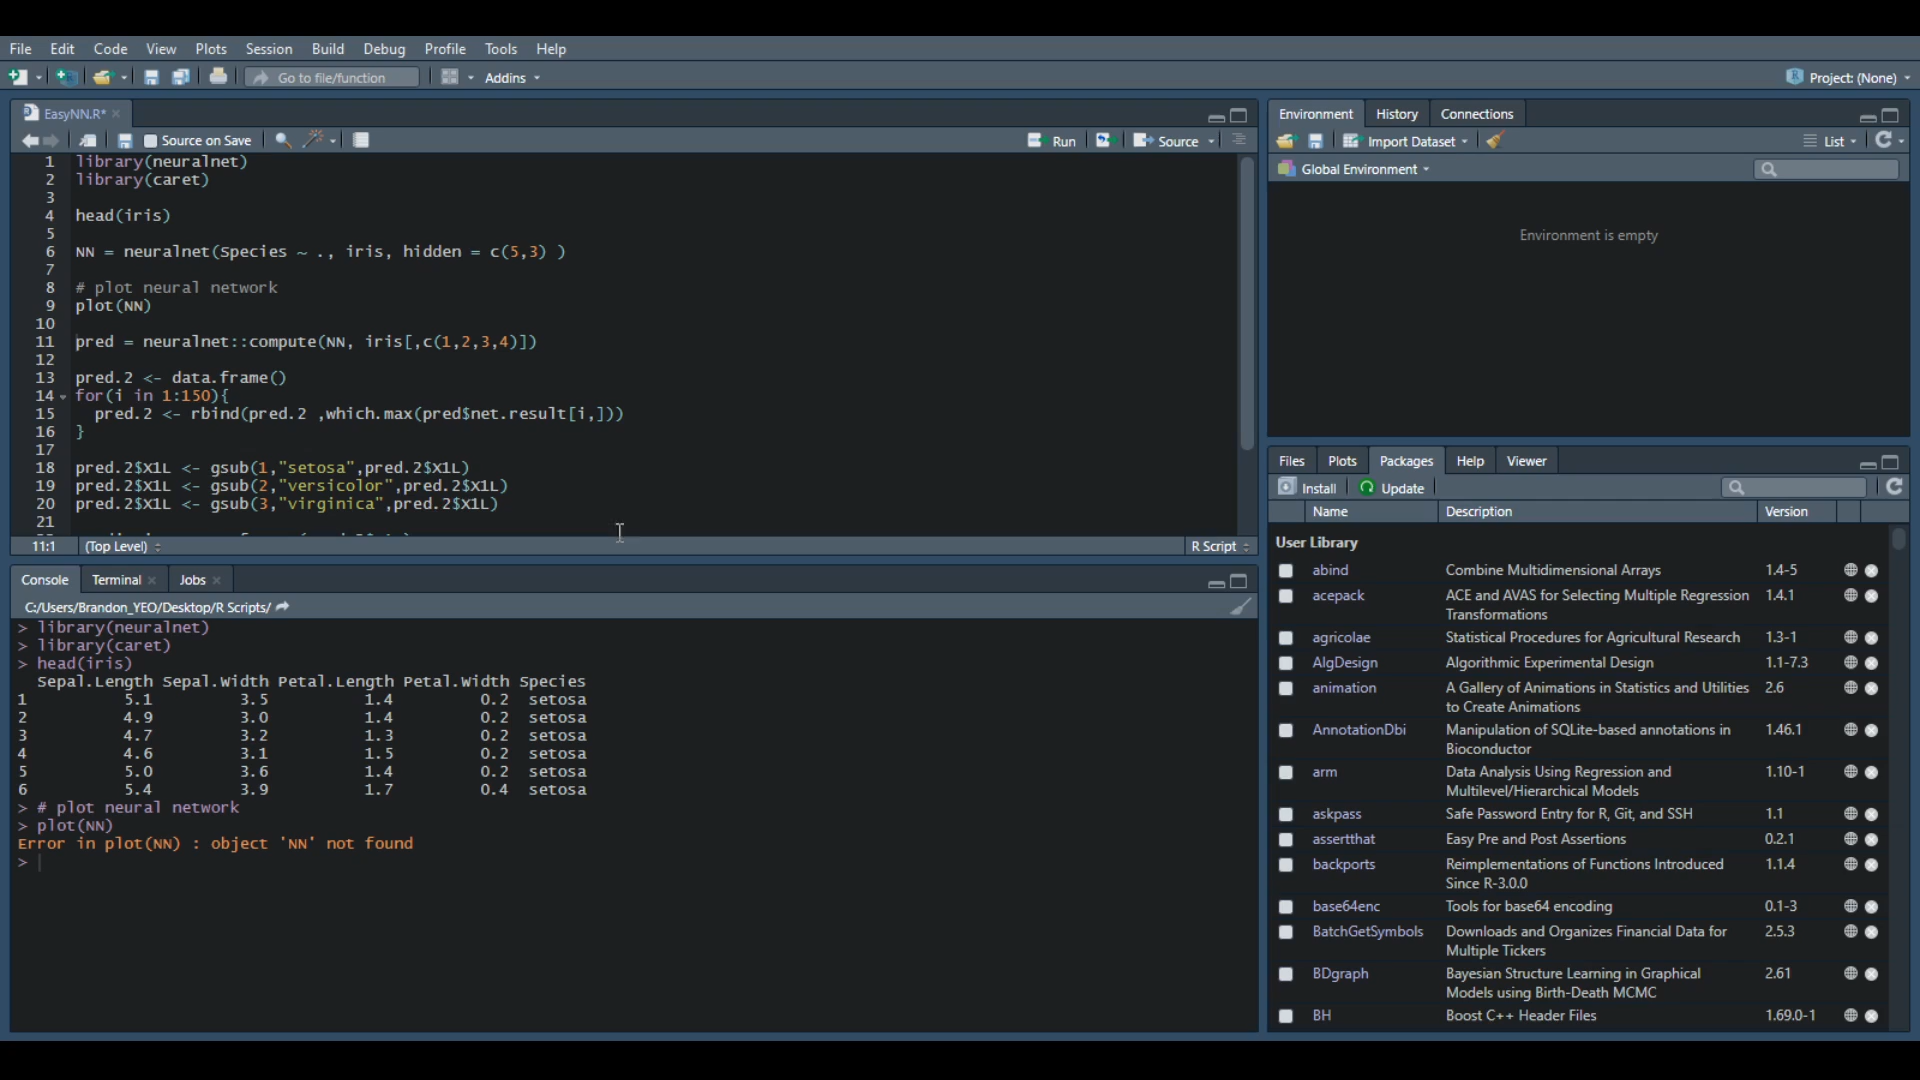 File Edit Code View Plots Session Build Debug Profile Tools Help
Go to file/function Addins Project: (None)
EasyNN.R*
Source on Save Run Source
1 library(neuralnet)
2 library(caret)
3
4 head(iris)
5
6 NN = neuralnet(Species ~ ., iris, hidden = c(5,3) )
7
8 # plot neural network
9 plot(NN)
10
11 pred = neuralnet::compute(NN, iris[,c(1,2,3,4)])
12
13 pred.2 <- data.frame()
14 for(i in 1:150){
15 pred.2 <- rbind(pred.2 ,which.max(pred$net.result[i,]))
16 }
17
18 pred.2$X1L <- gsub(1,"setosa",pred.2$X1L)
19 pred.2$X1L <- gsub(2,"versicolor",pred.2$X1L)
20 pred.2$X1L <- gsub(3,"virginica",pred.2$X1L)
21
11:1 (Top Level) R Script
Console Terminal Jobs
C:/Users/Brandon_YEO/Desktop/R Scripts/
> library(neuralnet)
> library(caret)
> head(iris)
Sepal.Length Sepal.Width Petal.Length Petal.Width Species
1 5.1 3.5 1.4 0.2 setosa
2 4.9 3.0 1.4 0.2 setosa
3 4.7 3.2 1.3 0.2 setosa
4 4.6 3.1 1.5 0.2 setosa
5 5.0 3.6 1.4 0.2 setosa
6 5.4 3.9 1.7 0.4 setosa
> # plot neural network
> plot(NN)
Error in plot(NN) : object 'NN' not found
>
Environment History Connections
Import Dataset List
Global Environment
Environment is empty
Files Plots Packages Help Viewer
Install Update
Name Description Version
User Library
abind Combine Multidimensional Arrays 1.4-5
acepack ACE and AVAS for Selecting Multiple Regression 1.4.1
Transformations
agricolae Statistical Procedures for Agricultural Research 1.3-1
AlgDesign Algorithmic Experimental Design 1.1-7.3
animation A Gallery of Animations in Statistics and Utilities 2.6
to Create Animations
AnnotationDbi Manipulation of SQLite-based annotations in 1.46.1
Bioconductor
arm Data Analysis Using Regression and 1.10-1
Multilevel/Hierarchical Models
askpass Safe Password Entry for R, Git, and SSH 1.1
assertthat Easy Pre and Post Assertions 0.2.1
backports Reimplementations of Functions Introduced 1.1.4
Since R-3.0.0
base64enc Tools for base64 encoding 0.1-3
BatchGetSymbols Downloads and Organizes Financial Data for 2.5.3
Multiple Tickers
BDgraph Bayesian Structure Learning in Graphical 2.61
Models using Birth-Death MCMC
BH Boost C++ Header Files 1.69.0-1